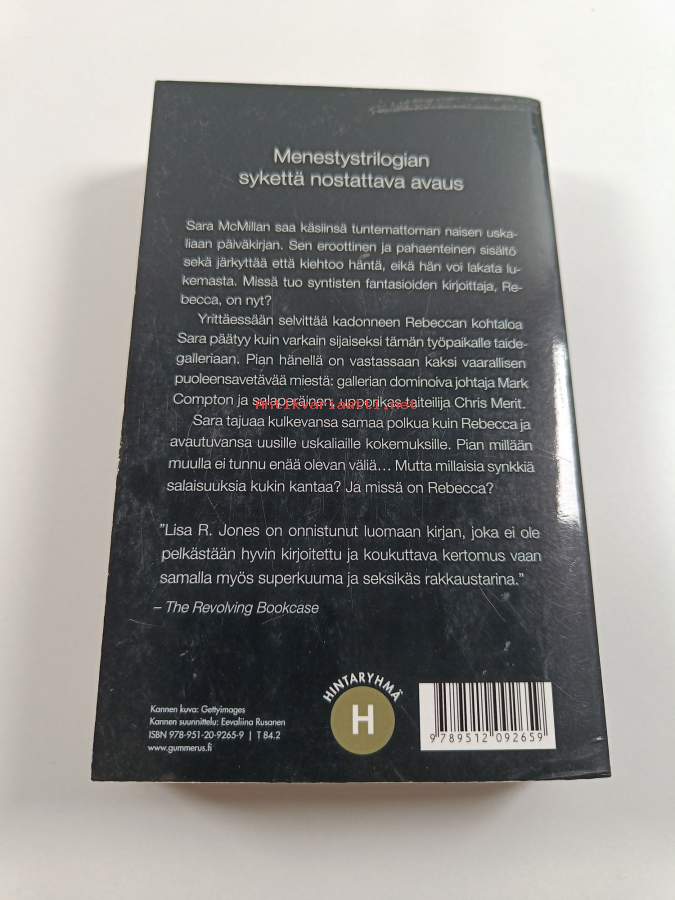 Menestystrilogian
sykettä nostattava avaus
Sara McMillan saa käsiinsä tuntemattoman naisen uska-
liaan päiväkirjan. Sen eroottinen ja pahaenteinen sisältö
sekä järkyttää että kiehtoo häntä, eikä hän voi lakata lu-
kemasta. Missä tuo syntisten fantasioiden kirjoittaja, Re-
becca, on nyt?
Yrittäessään selvittää kadonneen Rebeccan kohtaloa
Sara päätyy kuin varkain sijaiseksi tämän työpaikalle taide-
galleriaan. Pian hänellä on vastassaan kaksi vaarallisen
puoleensavetävää miestä: gallerian dominoiva johtaja Mark
Compton ja salaperäinen, upporikas taiteilija Chris Merit.
Antikvariaatti.net
Sara tajuaa kulkevansa samaa polkua kuin Rebecca ja
avautuvansa uusille uskaliaille kokemuksille. Pian millään
muulla ei tunnu enää olevan väliä... Mutta millaisia synkkiä
salaisuuksia kukin kantaa? Ja missä on Rebecca?
"Lisa R. Jones on onnistunut luomaan kirjan, joka ei ole
pelkästään hyvin kirjoitettu ja koukuttava kertomus vaan
samalla myös superkuuma ja seksikäs rakkaustarina."
– The Revolving Bookcase
HINTARYHMÄ
H
Kannen kuva: Gettyimages
Kannen suunnittelu: Eevaliina Rusanen
ISBN 978-951-20-9265-9 | T 84.2
www.gummerus.fi
9 789512 092659